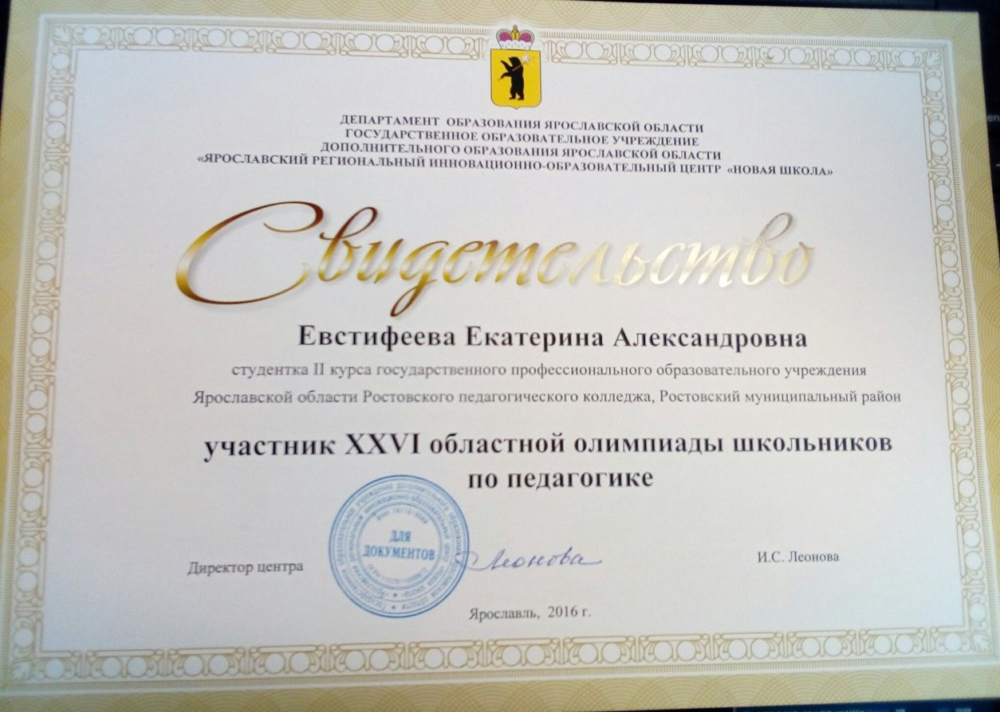 ДЕПАРТАМЕНТ ОБРАЗОВАНИЯ ЯРОСЛАВСКОЙ ОБЛАСТИ
ГОСУДАРСТВЕННОЕ ОБРАЗОВАТЕЛЬНОЕ УЧРЕЖДЕНИЕ
ДОПОЛНИТЕЛЬНОГО ОБРАЗОВАНИЯ ЯРОСЛАВСКОЙ ОБЛАСТИ
«ЯРОСЛАВСКИЙ РЕГИОНАЛЬНЫЙ ИННОВАЦИОННО-ОБРАЗОВАТЕЛЬНЫЙ ЦЕНТР «НОВАЯ ШКОЛА»
Свидетельство
Евстифеева Екатерина Александровна
студентка II курса государственного профессионального образовательного учреждения
Ярославской области Ростовского педагогического колледжа, Ростовский муниципальный район
участник XXVI областной олимпиады школьников
по педагогике
ДЛЯ
ДОКУМЕНТОВ
Директор центра
Леонова
И.С. Леонова
Ярославль, 2016 г.